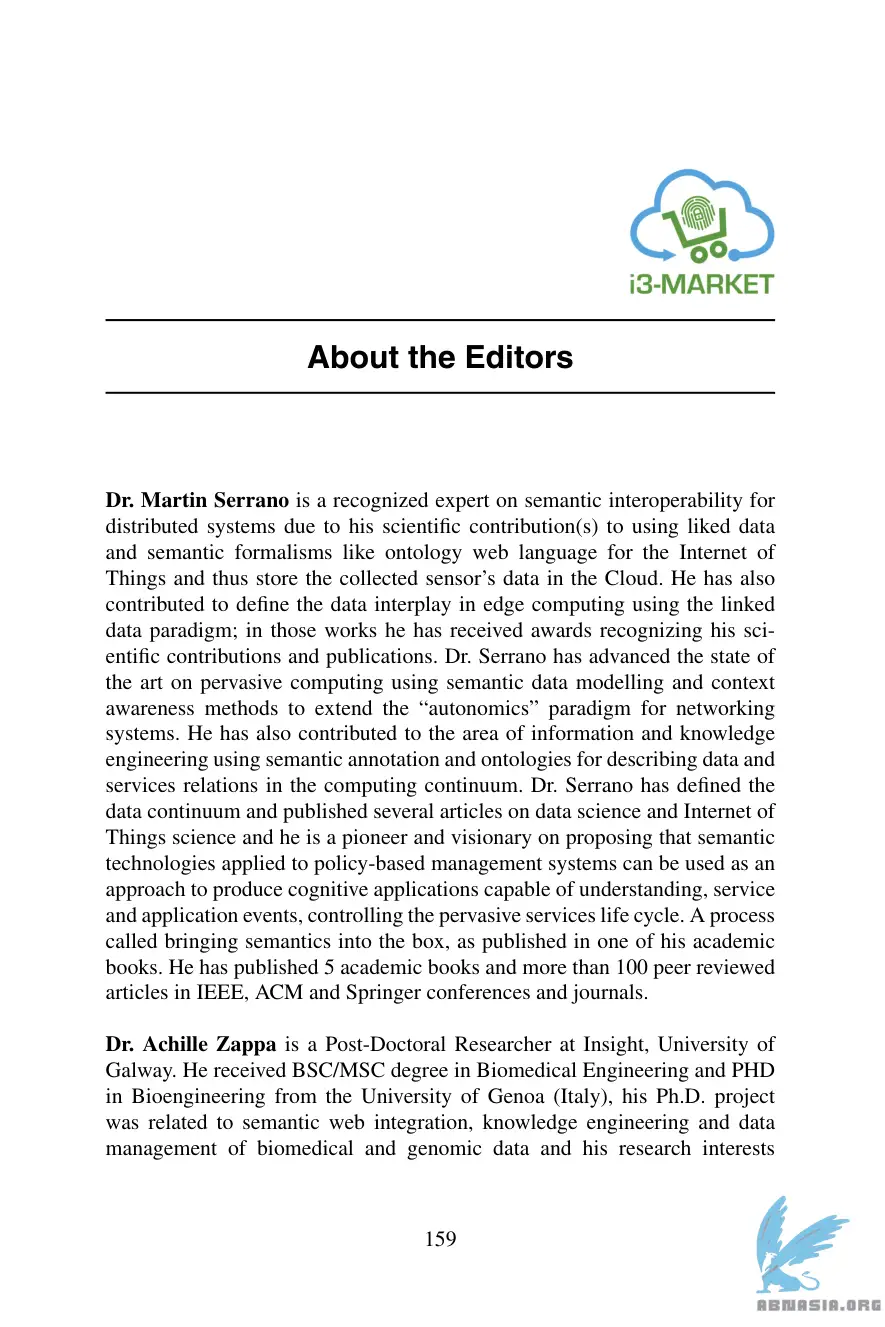 i3-MARKET
About the Editors
Dr. Martin Serrano is a recognized expert on semantic interoperability for
distributed systems due to his scientific contribution(s) to using liked data
and semantic formalisms like ontology web language for the Internet of
Things and thus store the collected sensor’s data in the Cloud. He has also
contributed to define the data interplay in edge computing using the linked
data paradigm; in those works he has received awards recognizing his sci-
entific contributions and publications. Dr. Serrano has advanced the state of
the art on pervasive computing using semantic data modelling and context
awareness methods to extend the “autonomics” paradigm for networking
systems. He has also contributed to the area of information and knowledge
engineering using semantic annotation and ontologies for describing data and
services relations in the computing continuum. Dr. Serrano has defined the
data continuum and published several articles on data science and Internet of
Things science and he is a pioneer and visionary on proposing that semantic
technologies applied to policy-based management systems can be used as an
approach to produce cognitive applications capable of understanding, service
and application events, controlling the pervasive services life cycle. A process
called bringing semantics into the box, as published in one of his academic
books. He has published 5 academic books and more than 100 peer reviewed
articles in IEEE, ACM and Springer conferences and journals.
Dr. Achille Zappa is a Post-Doctoral Researcher at Insight, University of
Galway. He received BSC/MSC degree in Biomedical Engineering and PHD
in Bioengineering from the University of Genoa (Italy), his Ph.D. project
was related to semantic web integration, knowledge engineering and data
management of biomedical and genomic data and his research interests
159
ABNASIA.ORG